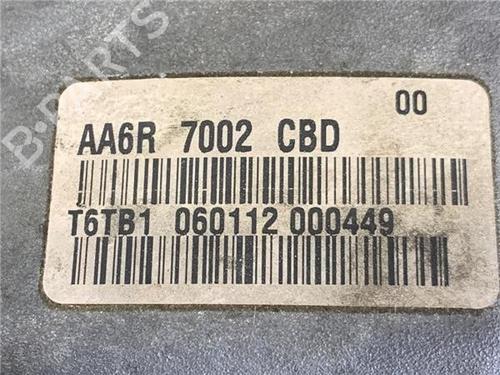 B-PARTS
00
AA6R 7002 CBD
T6TB1 060112 000449